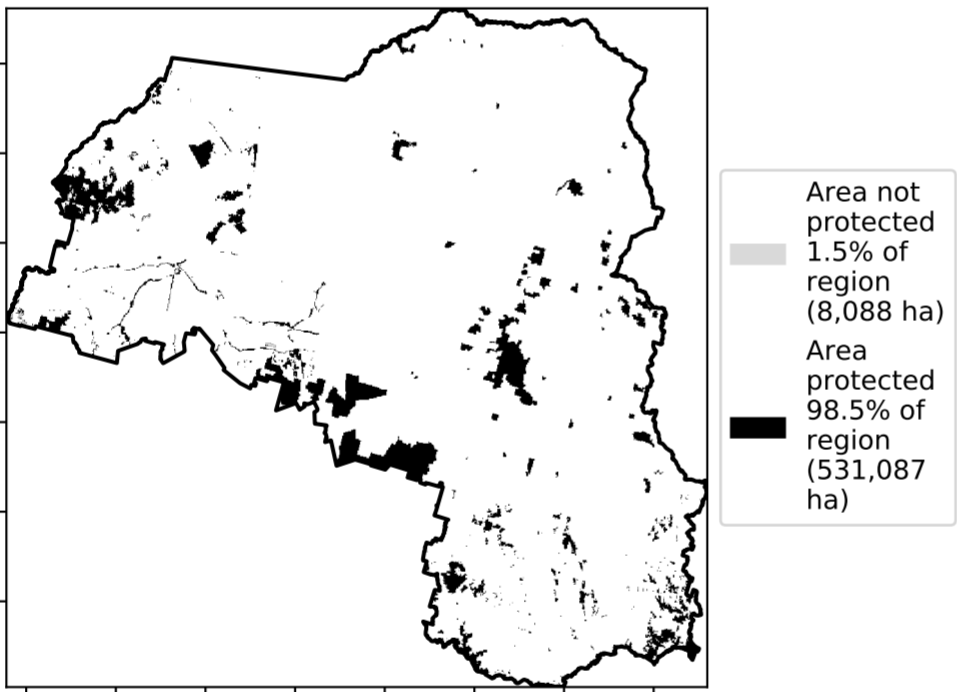 Area not
protected
1.5% of
region
(8,088 ha)
Area
protected
98.5% of
region
(531,087
ha)